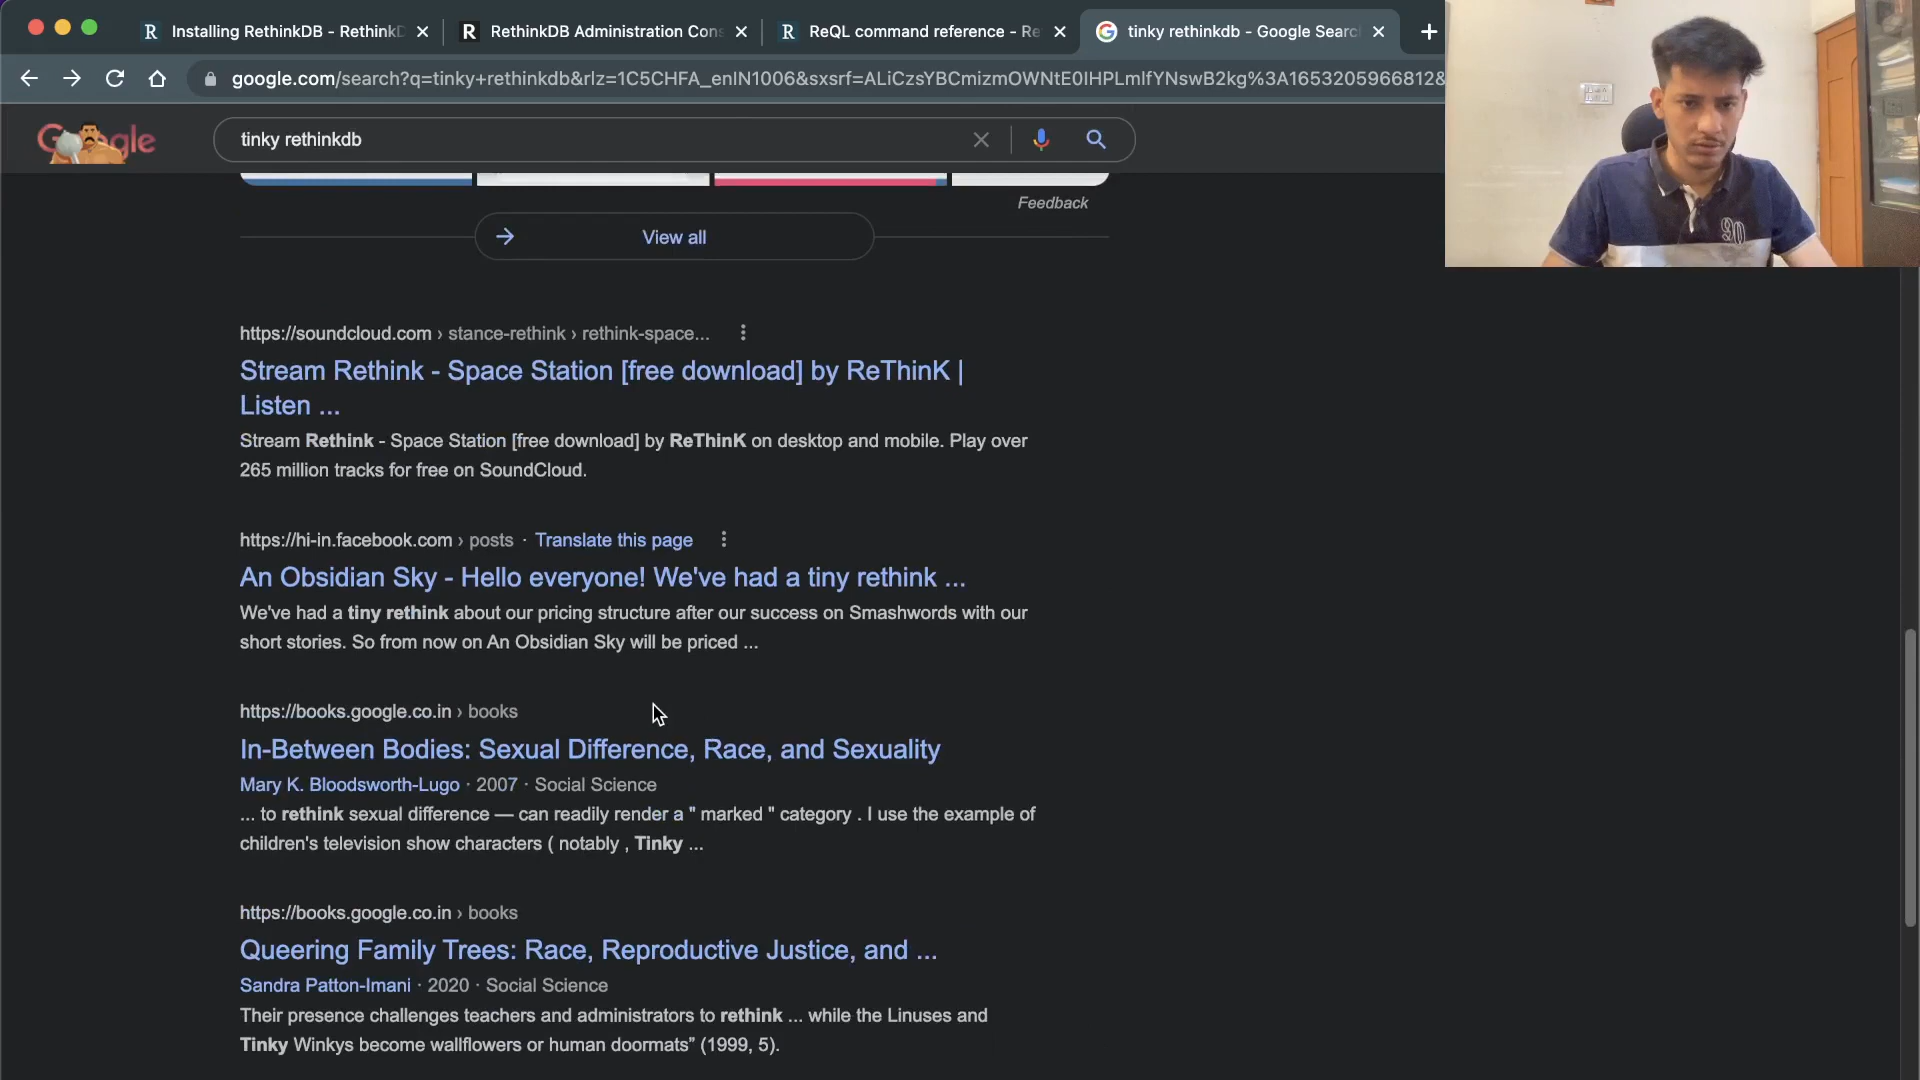 Installing RethinkDB - RethinkD
RethinkDB Administration Cons
ReQL command reference - Re
tinky rethinkdb - Google Searc
google.com/search?q=tinky+rethinkdb&rlz=1C5CHFA_enIN1006&sxsrf=ALiCzsYBCmizmOWNtE0IHPLmlfYNswB2kg%3A1653205966812&
Google
tinky rethinkdb
Feedback
View all
https://soundcloud.com › stance-rethink › rethink-space...
Stream Rethink - Space Station [free download] by ReThinK |
Listen ...
Stream Rethink - Space Station [free download] by ReThinK on desktop and mobile. Play over
265 million tracks for free on SoundCloud.
https://hi-in.facebook.com › posts · Translate this page
An Obsidian Sky - Hello everyone! We've had a tiny rethink ...
We've had a tiny rethink about our pricing structure after our success on Smashwords with our
short stories. So from now on An Obsidian Sky will be priced ...
https://books.google.co.in › books
In-Between Bodies: Sexual Difference, Race, and Sexuality
Mary K. Bloodsworth-Lugo · 2007 · Social Science
... to rethink sexual difference — can readily render a " marked " category . I use the example of
children's television show characters ( notably , Tinky ...
https://books.google.co.in › books
Queering Family Trees: Race, Reproductive Justice, and ...
Sandra Patton-Imani · 2020 · Social Science
Their presence challenges teachers and administrators to rethink ... while the Linuses and
Tinky Winkys become wallflowers or human doormats” (1999, 5).